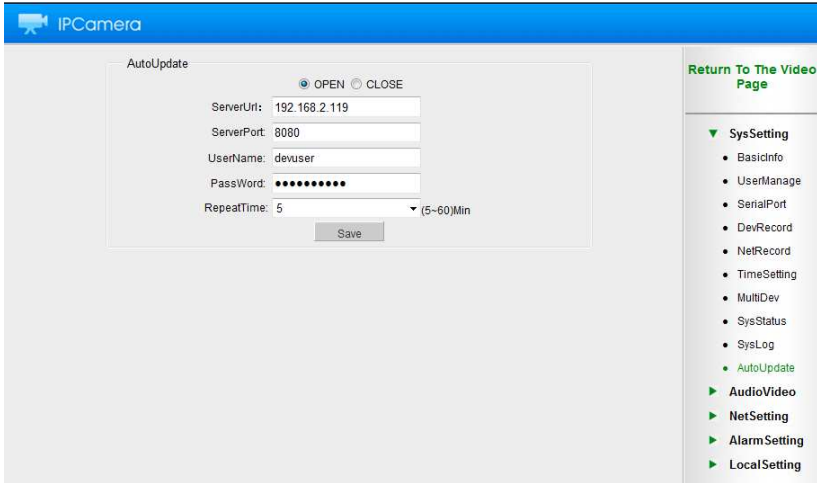 IPCamera
AutoUpdate
OPEN CLOSE
ServerUrl: 192.168.2.119
ServerPort: 8080
UserName: devuser
PassWord: ●●●●●●●●●●
RepeatTime: 5 (5~60)Min
Save
Return To The Video
Page
SysSetting
BasicInfo
UserManage
SerialPort
DevRecord
NetRecord
TimeSetting
MultiDev
SysStatus
SysLog
AutoUpdate
AudioVideo
NetSetting
AlarmSetting
LocalSetting